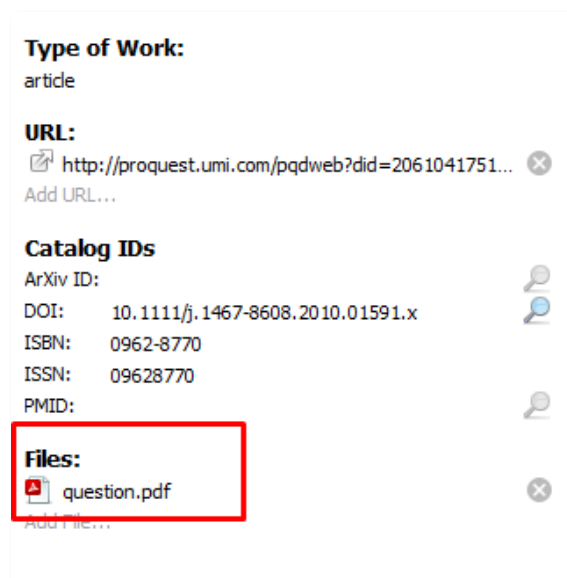 Type of Work:
article
URL:
http://proquest.umi.com/pqdweb?did=2061041751...
Add URL...
Catalog IDs
ArXiv ID:
DOI: 10.1111/j.1467-8608.2010.01591.x
ISBN: 0962-8770
ISSN: 09628770
PMID:
Files:
question.pdf
Add File...